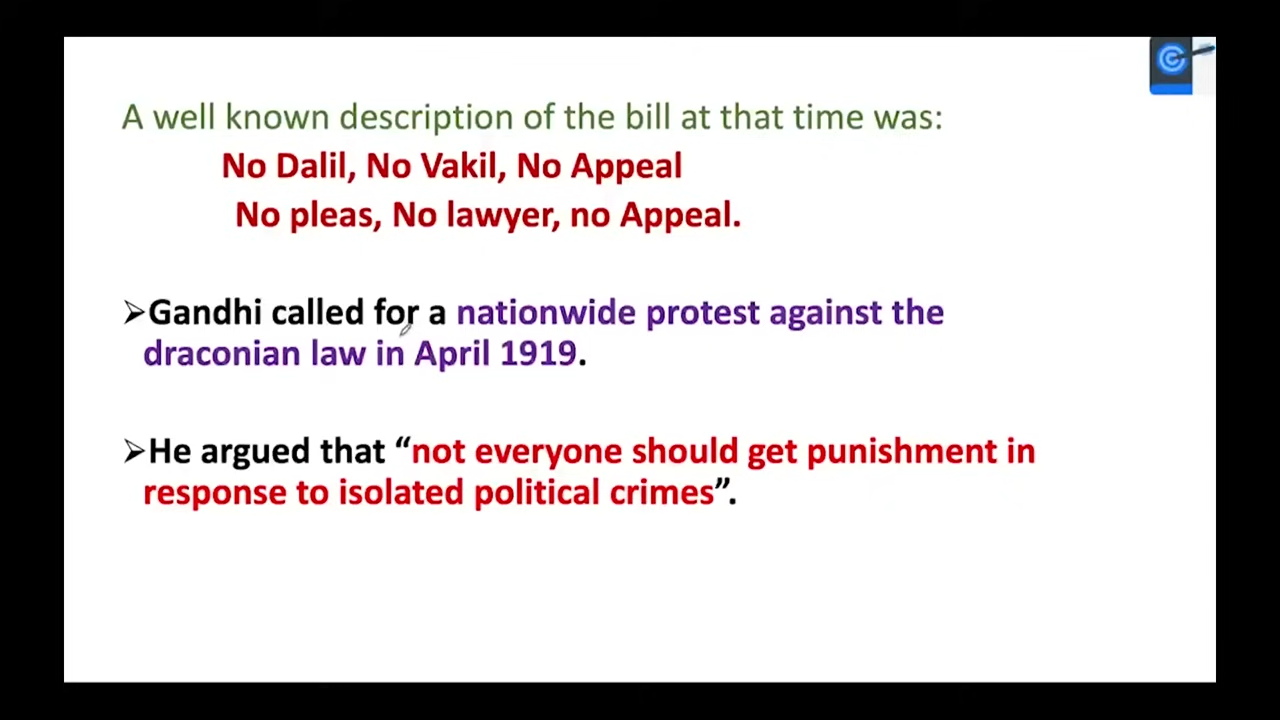 A well known description of the bill at that time was:
No Dalil, No Vakil, No Appeal
No pleas, No lawyer, no Appeal.
➢Gandhi called for a nationwide protest against the
draconian law in April 1919.
➢He argued that “not everyone should get punishment in
response to isolated political crimes”.